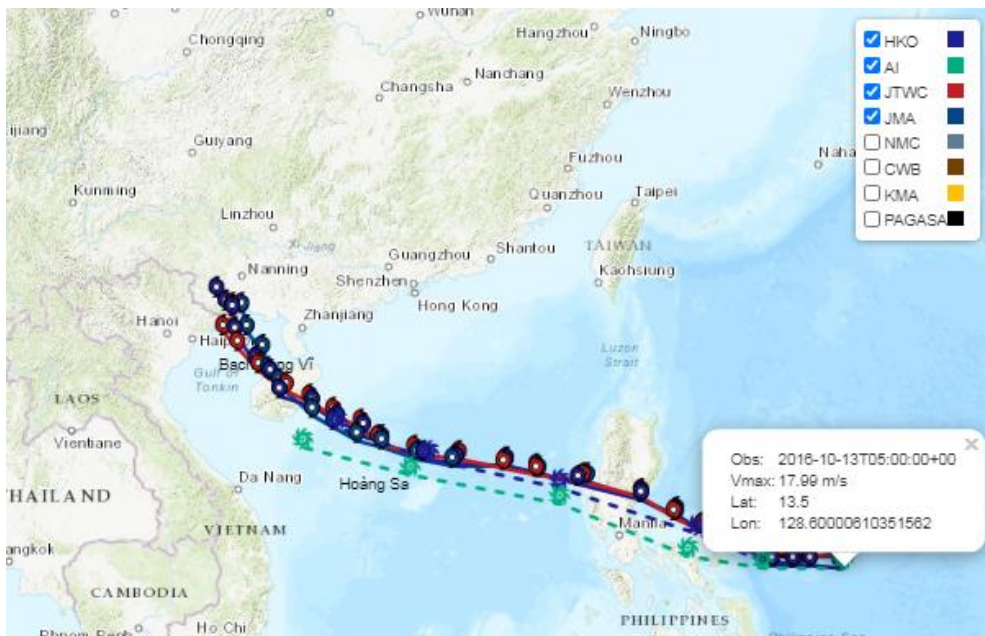 Wuhan
Chongqing
Hangzhou
Ningbo
Nanchang
Changsha
Wenzhou
ijiang
Guiyang
Fuzhou
Kunming
Quanzhou
Taipei
Naha
Linzhou
Xi-Jiang
Guangzhou
Shantou
TAIWAN
Nanning
Shenzhen
Kaohsiung
Hong Kong
Hanoi
Zhanjiang
Luzon
Strait
Gulf of
Tonkin
LAOS
Vientiane
Da Nang
Hoàng Sa
THAILAND
Manila
VIETNAM
angkok
CAMBODIA
PHILIPPINES
Ho Chi
HKO
AI
JTWC
JMA
NMC
CWB
KMA
PAGASA
×
Obs: 2016-10-13T05:00:00+00
Vmax: 17.99 m/s
Lat: 13.5
Lon: 128.60000610351562